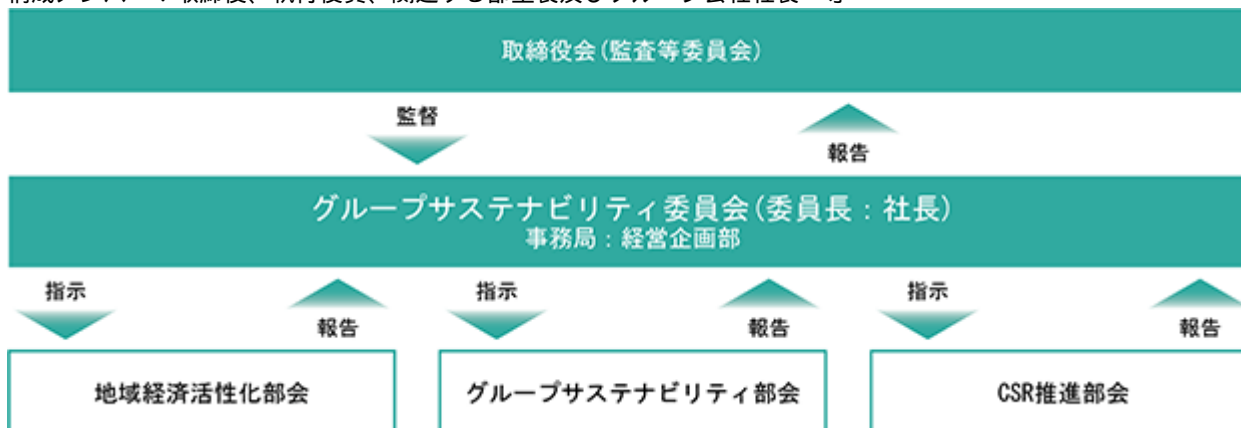 取締役会(監査等委員会)
監督
報告
グループサステナビリティ委員会(委員長：社長)
事務局：経営企画部
指示
報告
指示
報告
指示
報告
地域経済活性化部会
グループサステナビリティ部会
CSR推進部会